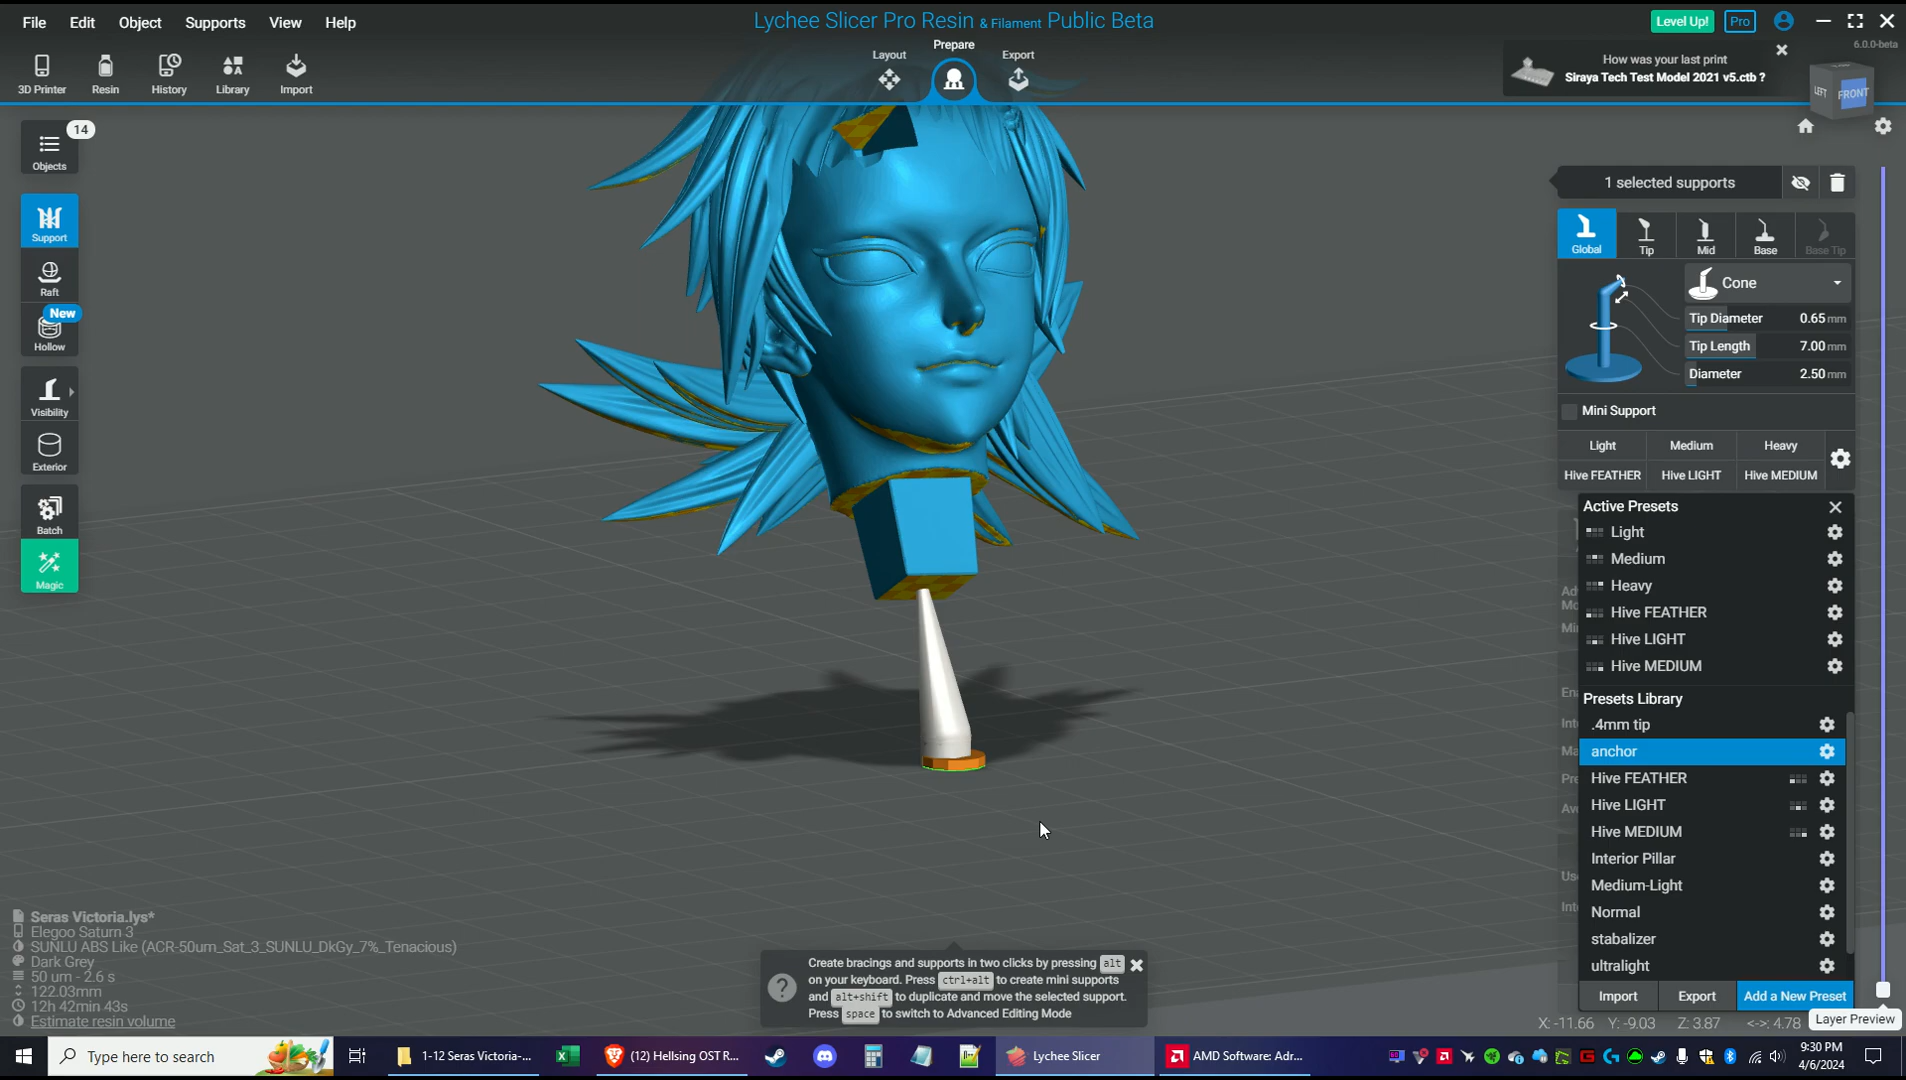 File Edit Object Supports View Help
Lychee Slicer Pro Resin & Filament Public Beta
Level Up! Pro
6.0.0-beta
3D Printer Resin History Library Import
Layout Prepare Export
How was your last print
Siraya Tech Test Model 2021 v5.ctb ?
LEFT FRONT
14
Objects
Support
Raft
New
Hollow
Visibility
Exterior
Batch
Magic
1 selected supports
Global Tip Mid Base Base Tip
Cone
Tip Diameter 0.65 mm
Tip Length 7.00 mm
Diameter 2.50 mm
Mini Support
Light Medium Heavy
Hive FEATHER Hive LIGHT Hive MEDIUM
Active Presets
Light
Medium
Heavy
Hive FEATHER
Hive LIGHT
Hive MEDIUM
Presets Library
.4mm tip
anchor
Hive FEATHER
Hive LIGHT
Hive MEDIUM
Interior Pillar
Medium-Light
Normal
stabalizer
ultralight
Import Export Add a New Preset
Layer Preview
X: -11.66 Y: -9.03 Z: 3.87 <->: 4.78
Seras Victoria.lys*
Elegoo Saturn 3
SUNLU ABS Like (ACR-50um_Sat_3_SUNLU_DkGy_7%_Tenacious)
Dark Grey
50 um - 2.6 s
122.03mm
12h 42min 43s
Estimate resin volume
Create bracings and supports in two clicks by pressing alt
on your keyboard. Press ctrl+alt to create mini supports
and alt+shift to duplicate and move the selected support.
Press space to switch to Advanced Editing Mode
Type here to search
1-12 Seras Victoria-...
(12) Hellsing OST R...
Lychee Slicer
AMD Software: Adr...
9:30 PM
4/6/2024